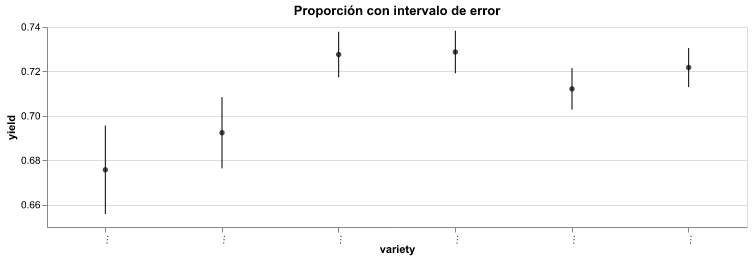 Proporción con intervalo de error
0.74
0.72
0.70
0.68
0.66
yield
… … … … … …
variety